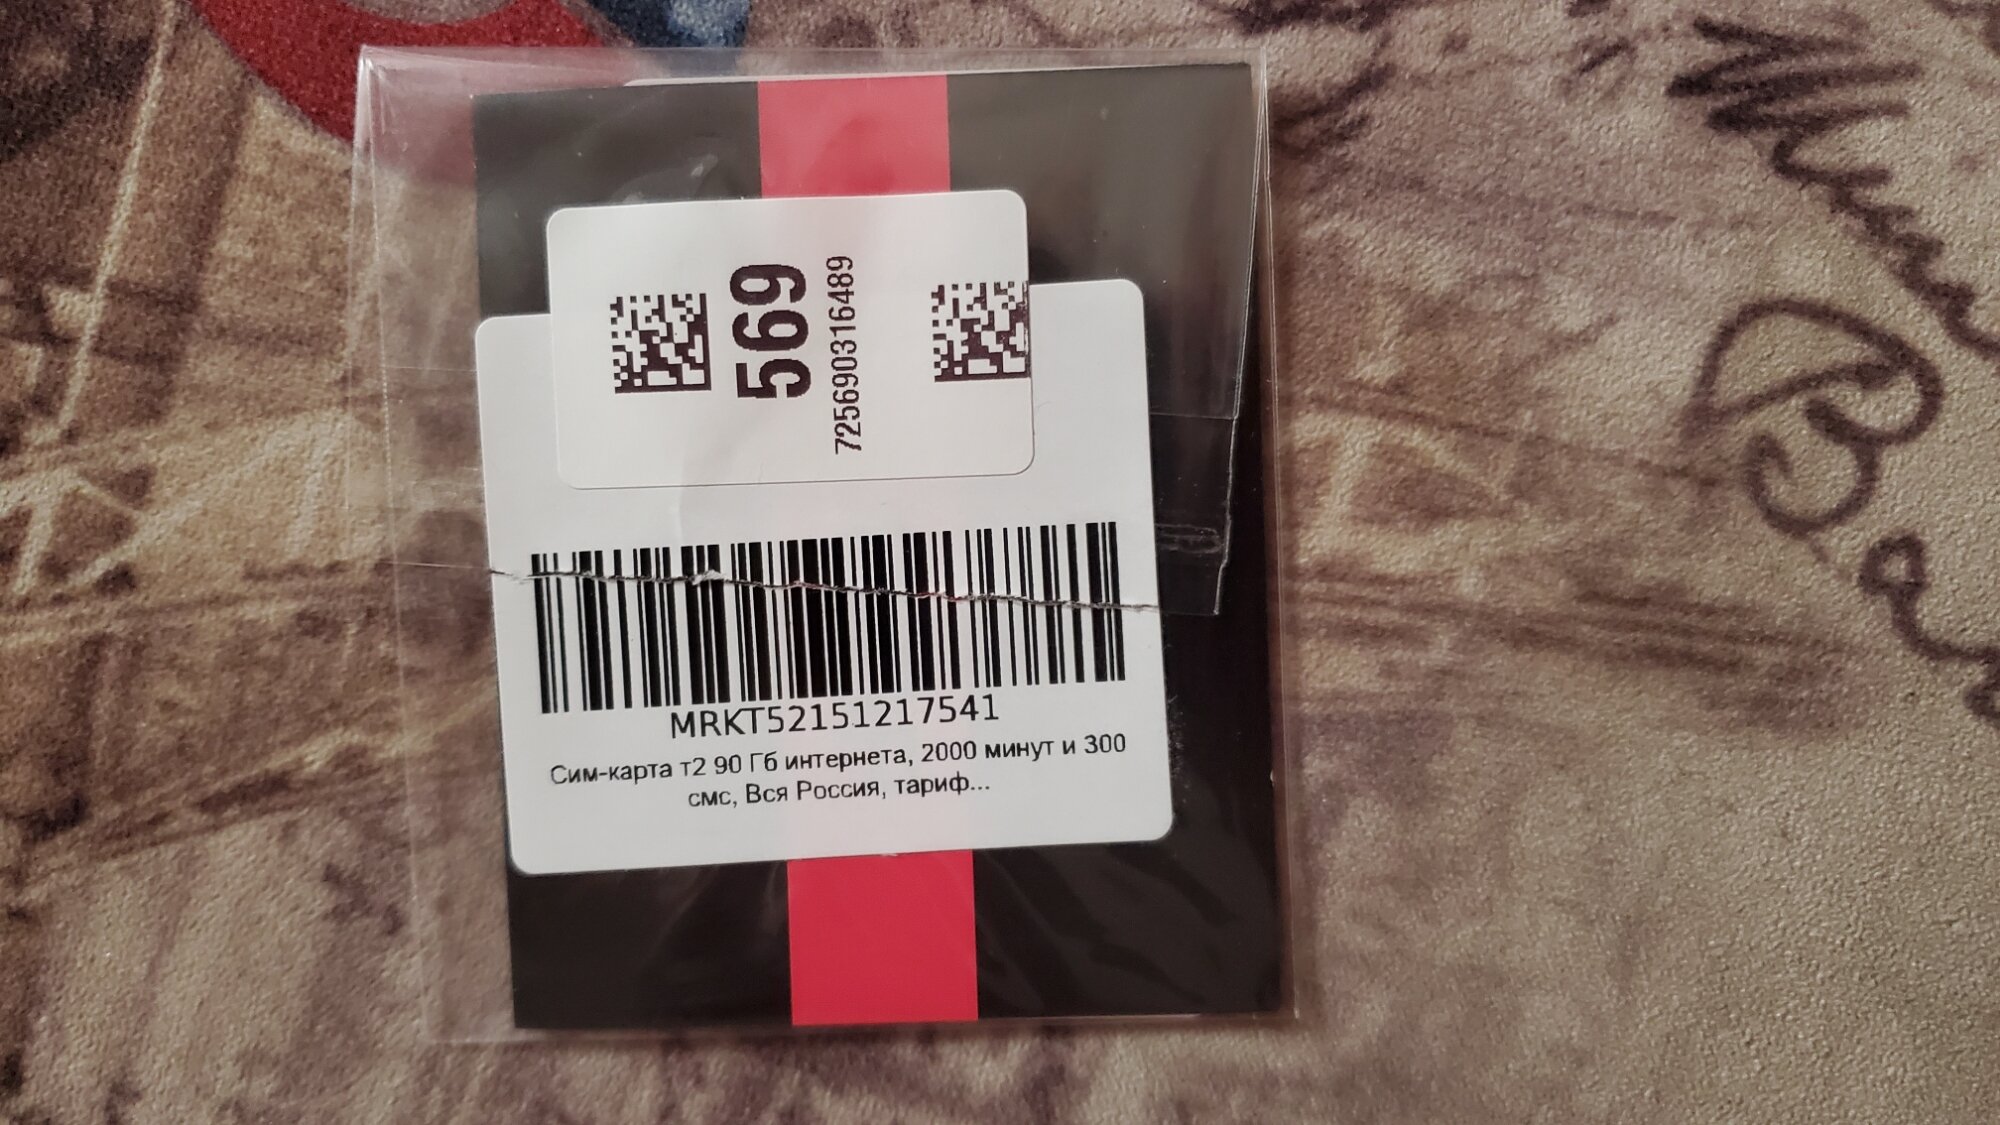 569
725690316489
MRKT52151217541
Сим-карта т2 90 Гб интернета, 2000 минут и 300
смс, Вся Россия, тариф...